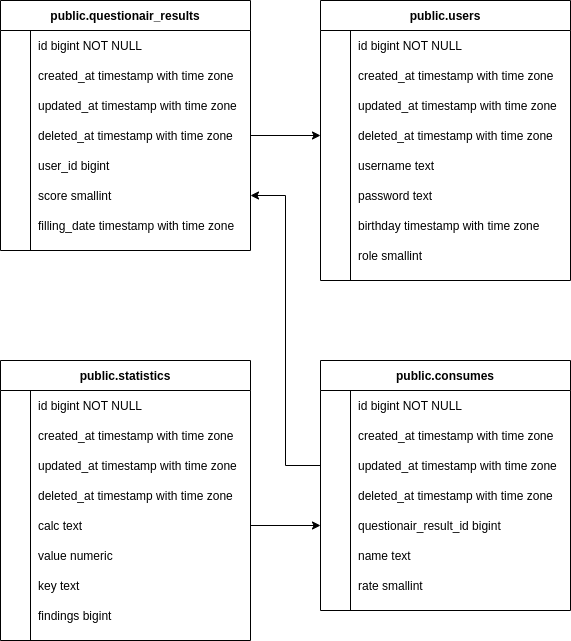 public.questionair_results
id bigint NOT NULL
created_at timestamp with time zone
updated_at timestamp with time zone
deleted_at timestamp with time zone
user_id bigint
score smallint
filling_date timestamp with time zone
public.users
id bigint NOT NULL
created_at timestamp with time zone
updated_at timestamp with time zone
deleted_at timestamp with time zone
username text
password text
birthday timestamp with time zone
role smallint
public.statistics
id bigint NOT NULL
created_at timestamp with time zone
updated_at timestamp with time zone
deleted_at timestamp with time zone
calc text
value numeric
key text
findings bigint
public.consumes
id bigint NOT NULL
created_at timestamp with time zone
updated_at timestamp with time zone
deleted_at timestamp with time zone
questionair_result_id bigint
name text
rate smallint